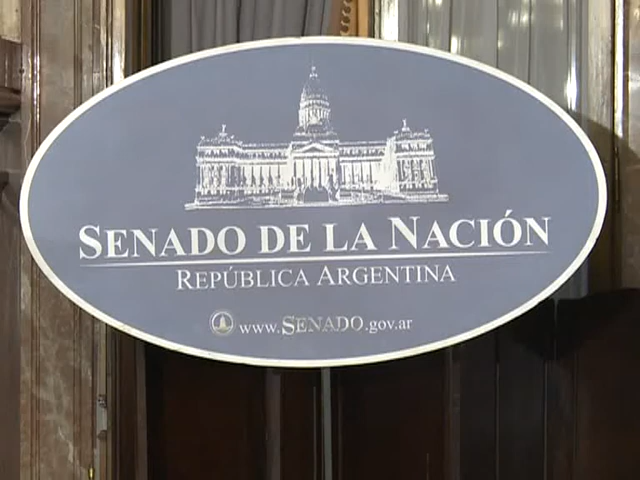 SENADO DE LA NACIÓN
REPÚBLICA ARGENTINA
www.SENADO.gov.ar